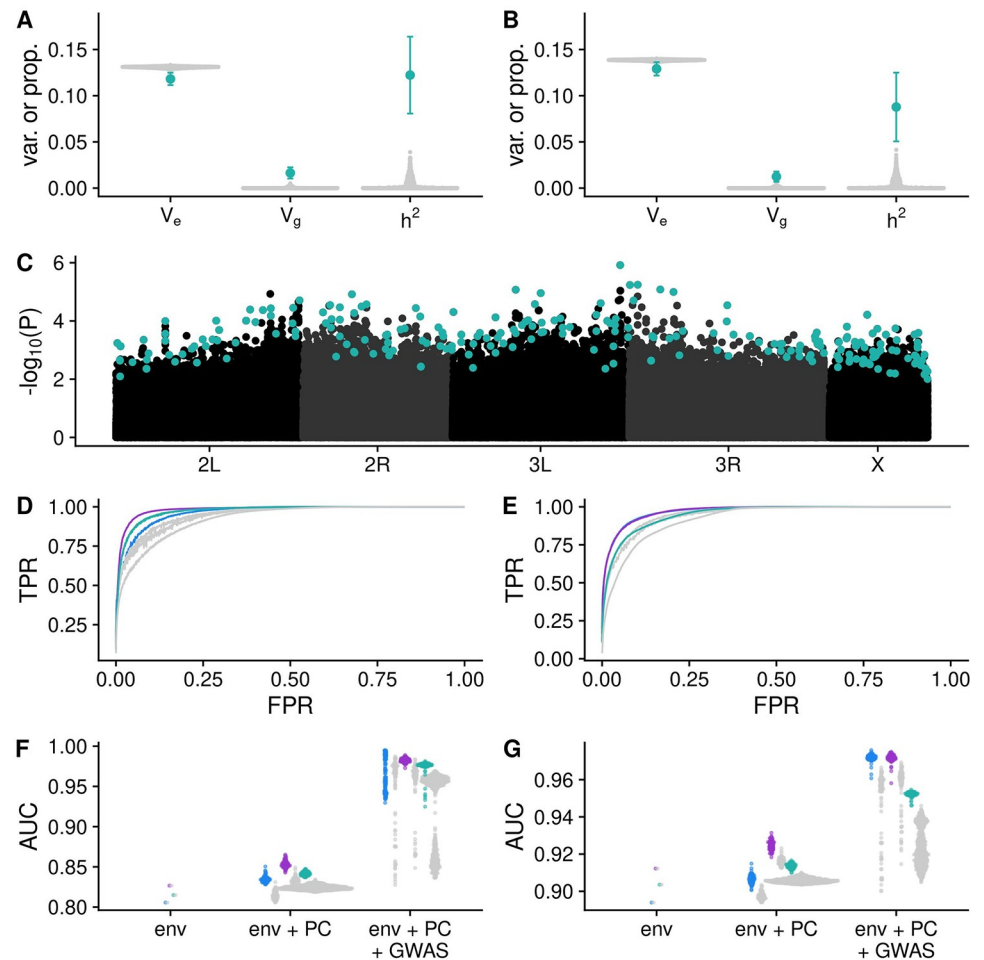 A
var. or prop.
0.15
0.10
0.05
0.00
Ve
Vg
h²
B
var. or prop.
0.15
0.10
0.05
0.00
Ve
Vg
h²
C
-log10(P)
6
4
2
0
2L
2R
3L
3R
X
D
TPR
1.00
0.75
0.50
0.25
0.00
0.25
0.50
0.75
1.00
FPR
E
TPR
1.00
0.75
0.50
0.25
0.00
0.00
0.25
0.50
0.75
1.00
FPR
F
AUC
1.00
0.95
0.90
0.85
0.80
env
env + PC
env + PC
+ GWAS
G
AUC
0.96
0.94
0.92
0.90
env
env + PC
env + PC
+ GWAS